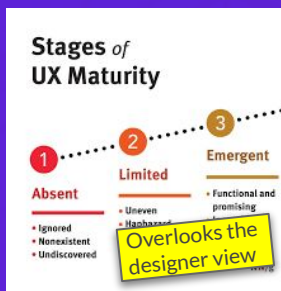 Stages of
UX Maturity
1
Absent
• Ignored
• Nonexistent
• Undiscovered
2
Limited
• Uneven
• Haphazard
3
Emergent
• Functional and
promising
Overlooks the
designer view